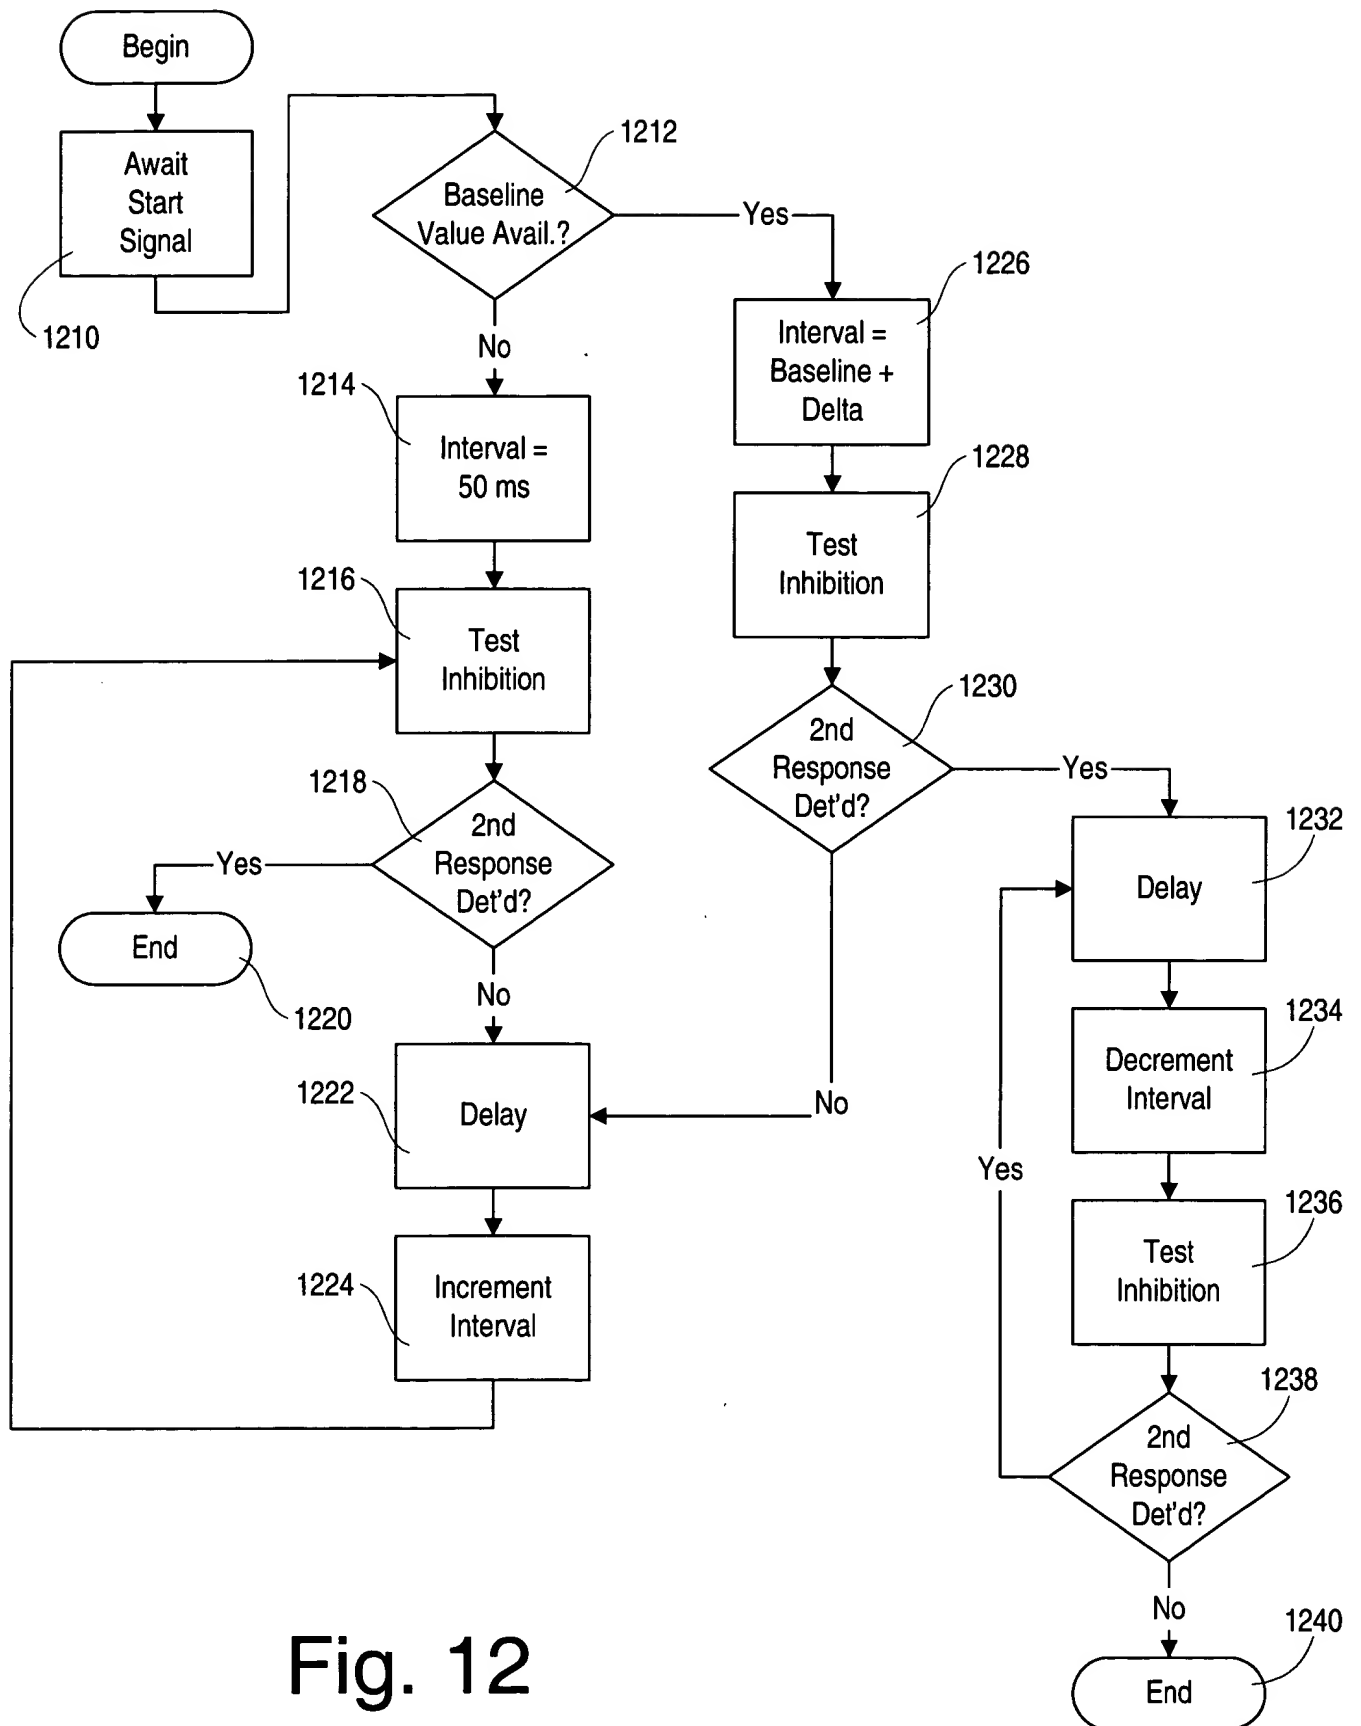 Begin
Await
Start
Signal
1210
Baseline
Value Avail.?
1212
Yes
No
1214
Interval =
50 ms
1216
Test
Inhibition
1218
2nd
Response
Det'd?
Yes
End
1220
No
1222
Delay
1224
Increment
Interval
1226
Interval =
Baseline +
Delta
1228
Test
Inhibition
1230
2nd
Response
Det'd?
Yes
No
1232
Delay
1234
Decrement
Interval
Yes
1236
Test
Inhibition
1238
2nd
Response
Det'd?
No
1240
End
Fig. 12